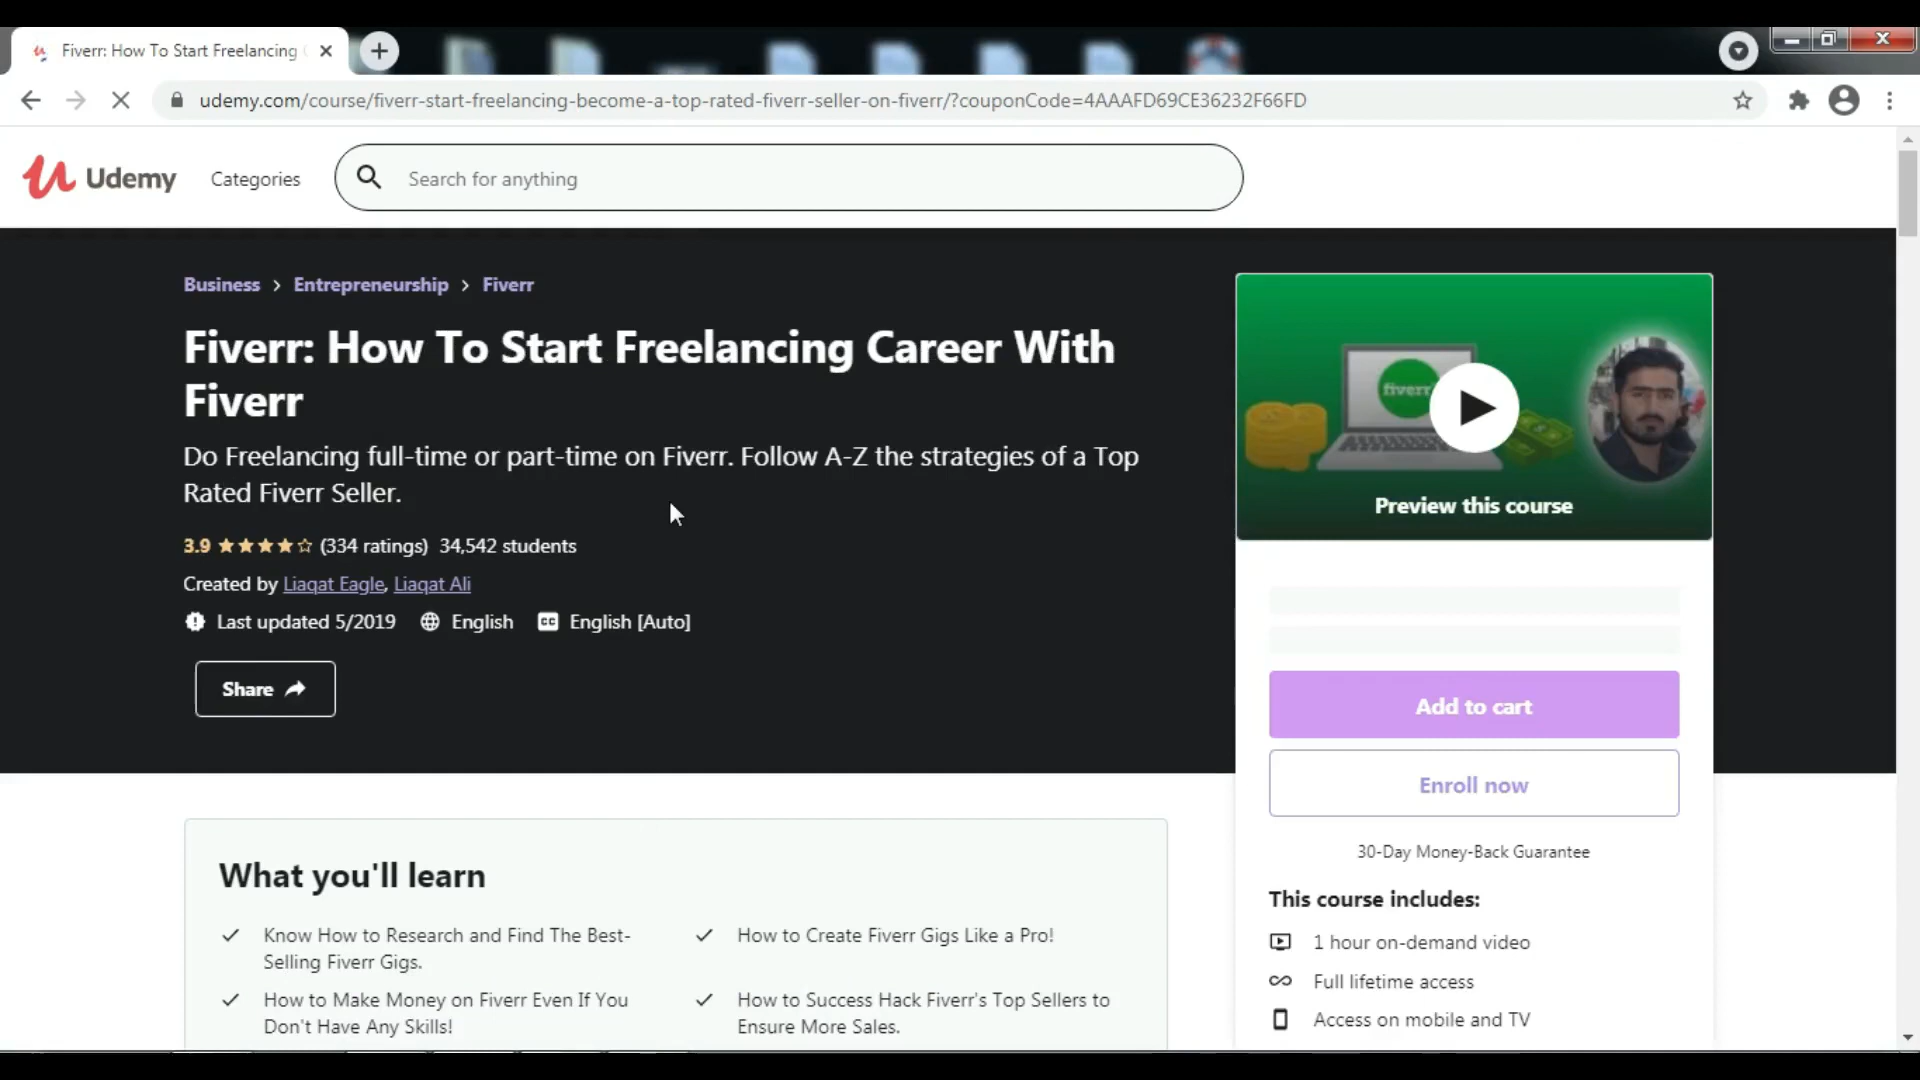 Fiverr: How To Start Freelancing
udemy.com/course/fiverr-start-freelancing-become-a-top-rated-fiverr-seller-on-fiverr/?couponCode=4AAAFD69CE36232F66FD
Udemy
Categories
Search for anything
Business > Entrepreneurship > Fiverr
Fiverr: How To Start Freelancing Career With
Fiverr
Do Freelancing full-time or part-time on Fiverr. Follow A-Z the strategies of a Top
Rated Fiverr Seller.
3.9 (334 ratings) 34,542 students
Created by Liaqat Eagle, Liaqat Ali
Last updated 5/2019 English CC English [Auto]
Share
fiverr
Preview this course
Add to cart
Enroll now
30-Day Money-Back Guarantee
This course includes:
1 hour on-demand video
Full lifetime access
Access on mobile and TV
What you'll learn
Know How to Research and Find The Best-
Selling Fiverr Gigs.
How to Make Money on Fiverr Even If You
Don't Have Any Skills!
How to Create Fiverr Gigs Like a Pro!
How to Success Hack Fiverr's Top Sellers to
Ensure More Sales.